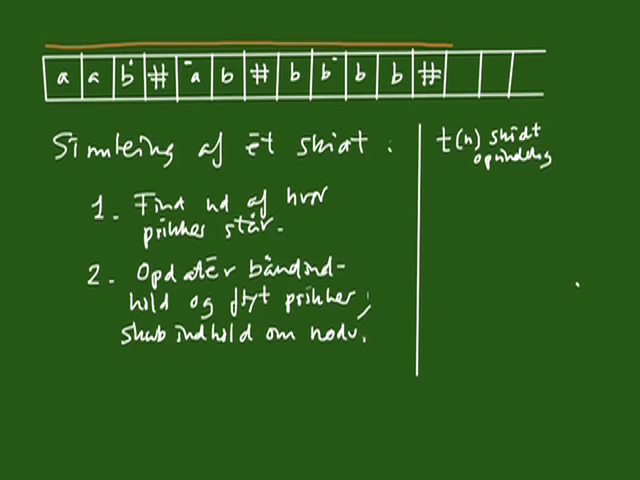 a a b # a b # b b b b #
Simulering af ét skridt :
t(n) skridt
oprindelig
1. Find ud af hvor
prikker står.
2. Opdatér båndind-
hold og flyt prikker,
skub indhold om nødv.